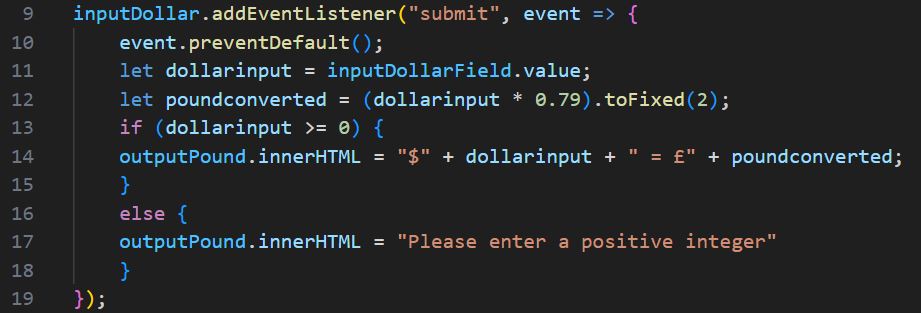 9 inputDollar.addEventListener("submit", event => {
10 event.preventDefault();
11 let dollarinput = inputDollarField.value;
12 let poundconverted = (dollarinput * 0.79).toFixed(2);
13 if (dollarinput >= 0) {
14 outputPound.innerHTML = "$" + dollarinput + " = £" + poundconverted;
15 }
16 else {
17 outputPound.innerHTML = "Please enter a positive integer"
18 }
19 });